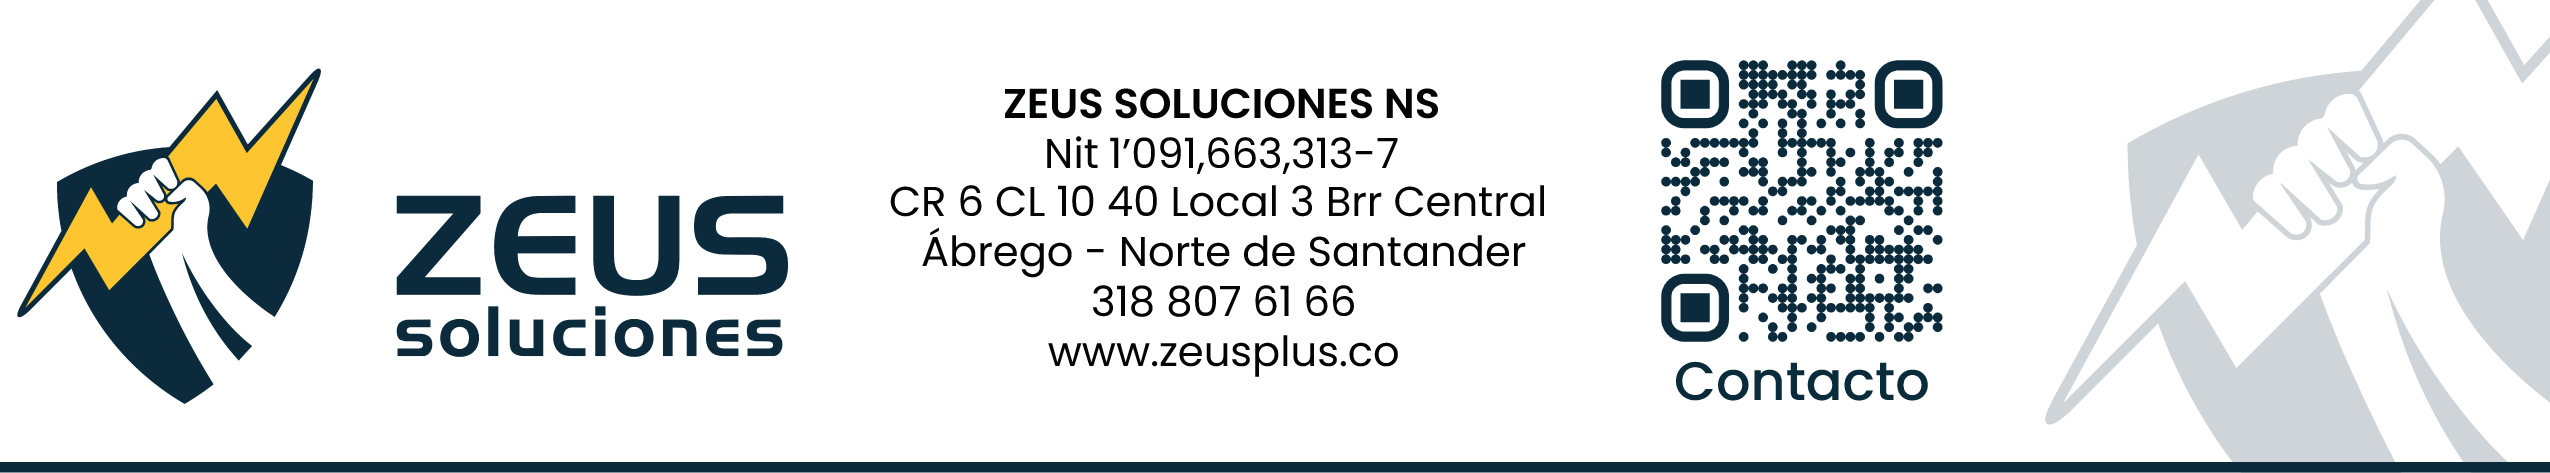 ZEUS
soluciones
ZEUS SOLUCIONES NS
Nit 1’091,663,313-7
CR 6 CL 10 40 Local 3 Brr Central
Ábrego - Norte de Santander
318 807 61 66
www.zeusplus.co
Contacto